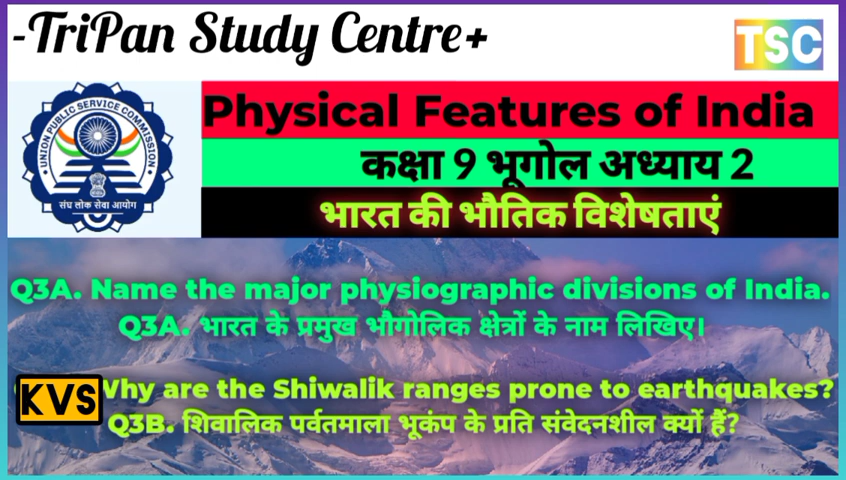 -TriPan Study Centre+
TSC
UNION PUBLIC SERVICE COMMISSION
संघ लोक सेवा आयोग
Physical Features of India
कक्षा 9 भूगोल अध्याय 2
भारत की भौतिक विशेषताएं
Q3A. Name the major physiographic divisions of India.
Q3A. भारत के प्रमुख भौगोलिक क्षेत्रों के नाम लिखिए।
KVS Why are the Shiwalik ranges prone to earthquakes?
Q3B. शिवालिक पर्वतमाला भूकंप के प्रति संवेदनशील क्यों हैं?